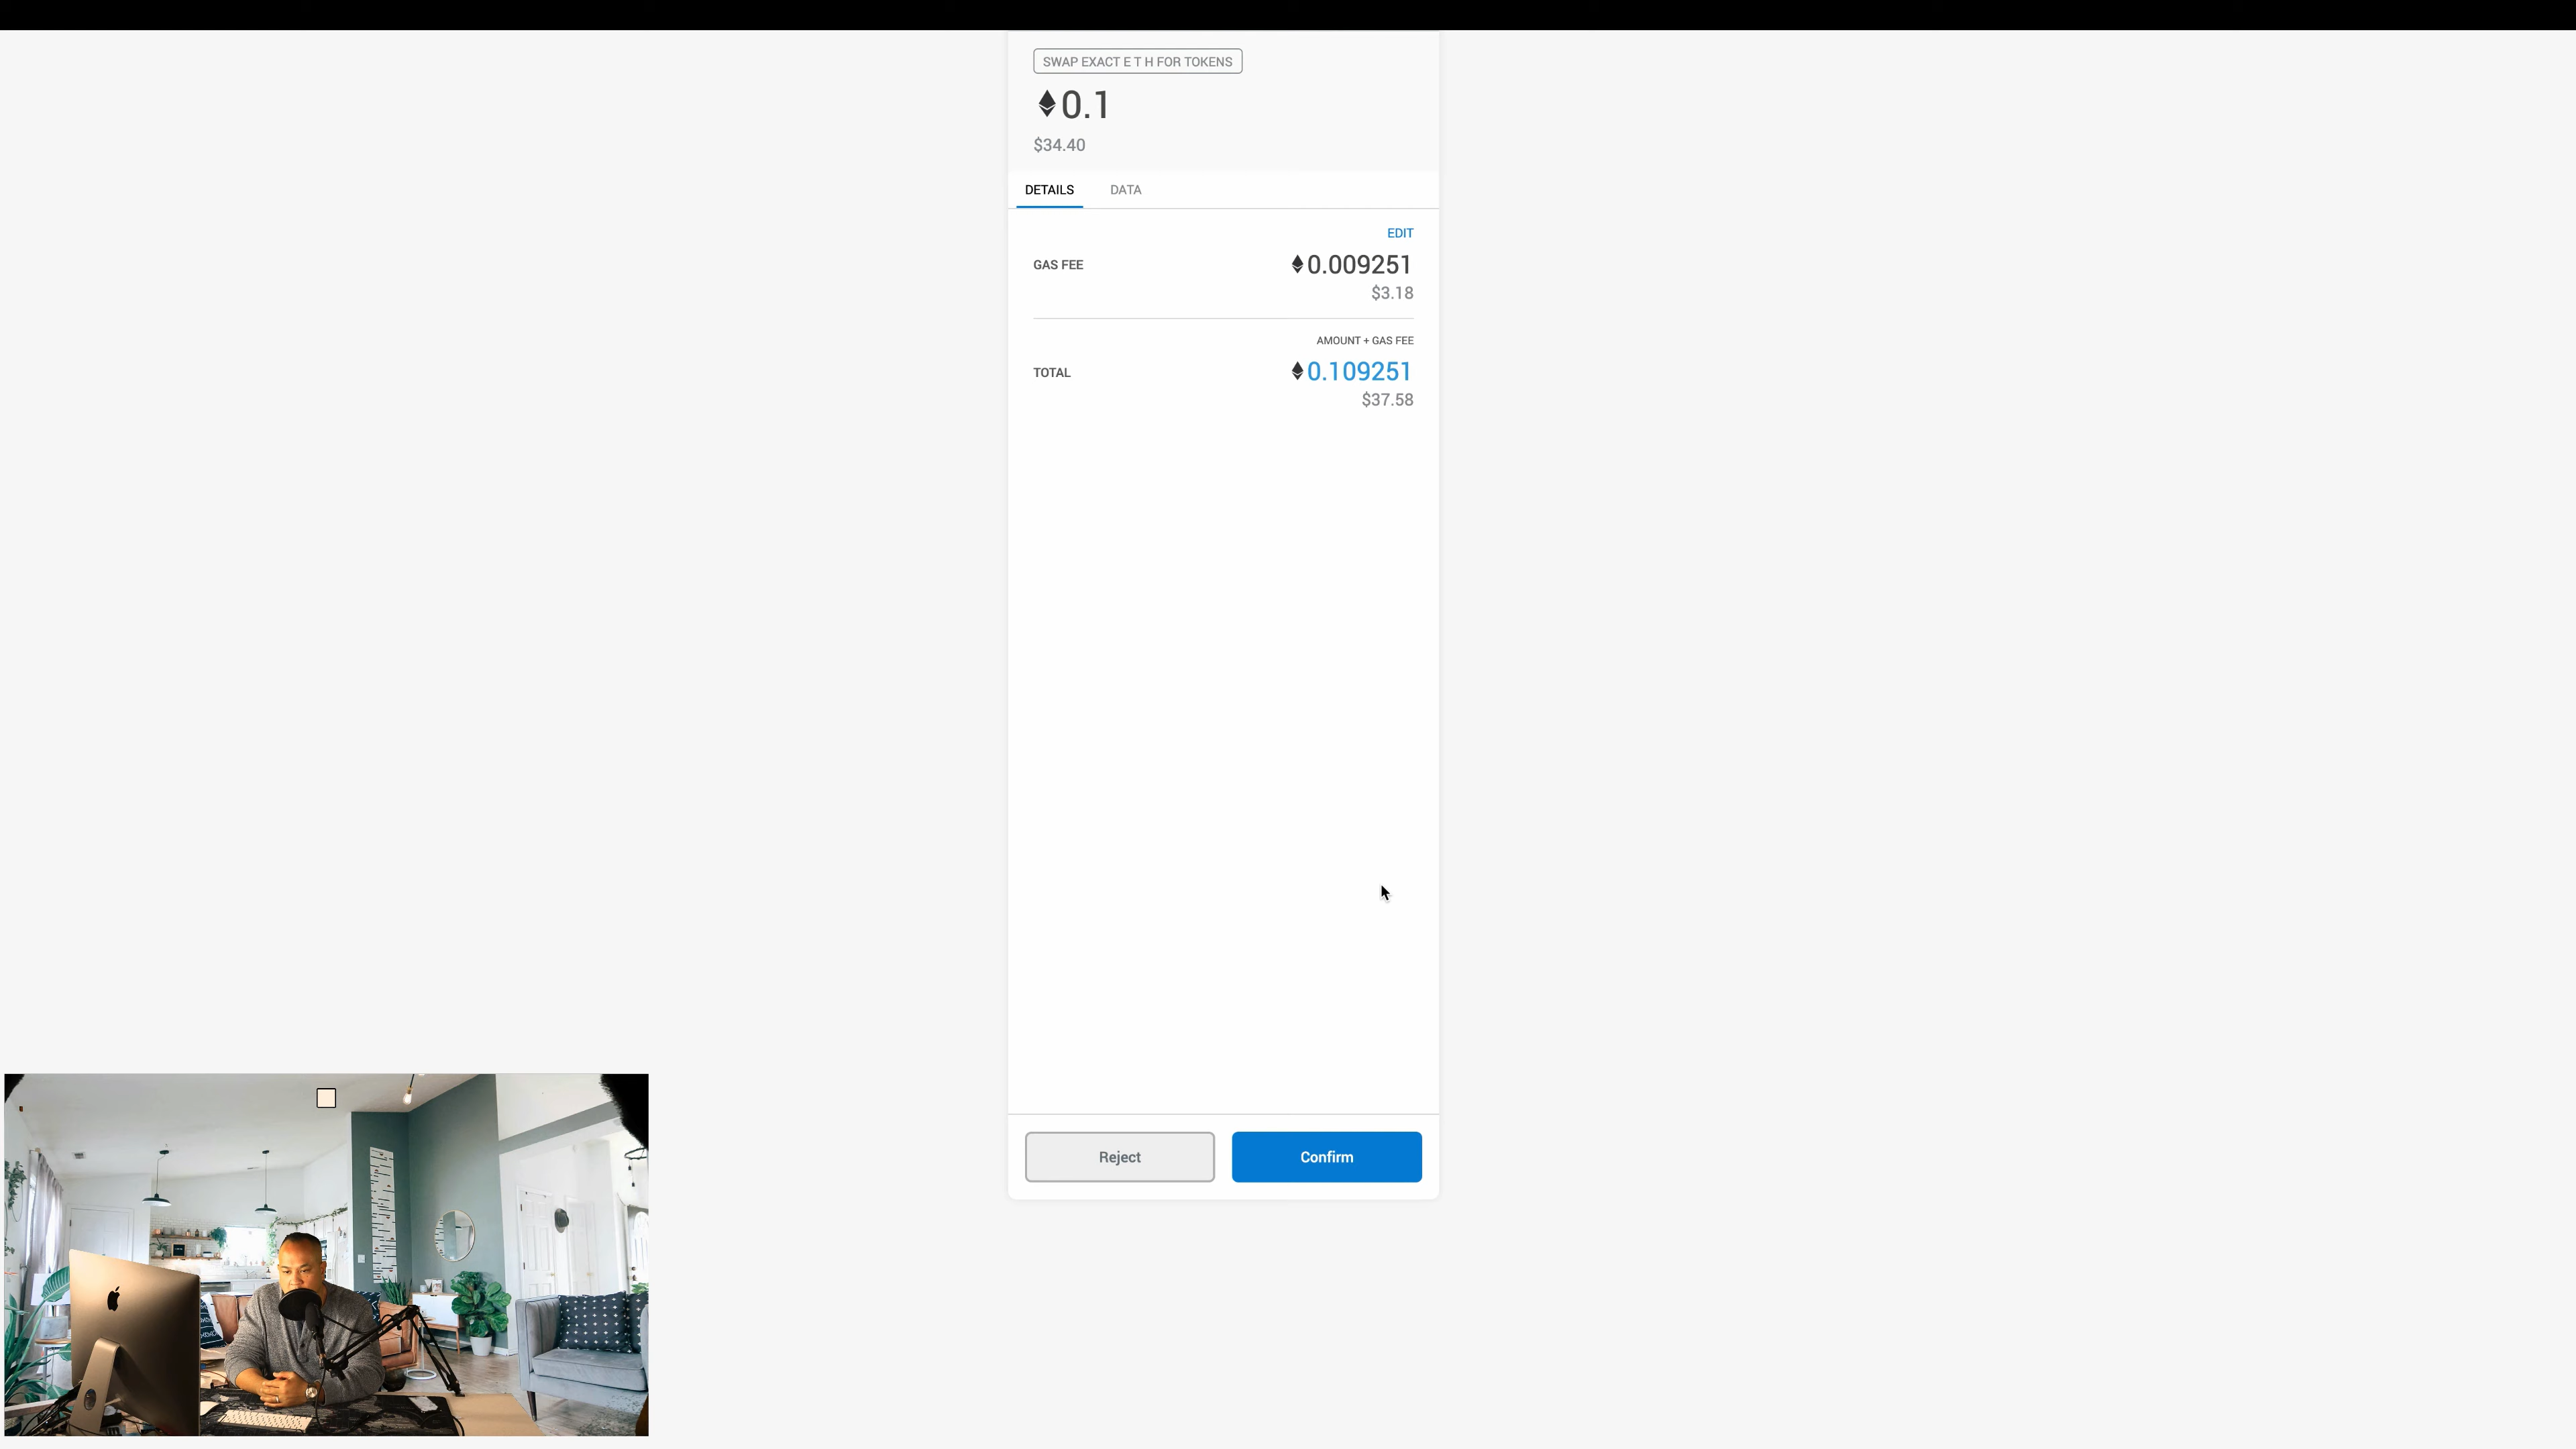 SWAP EXACT E T H FOR TOKENS
0.1
$34.40
DETAILS DATA
EDIT
GAS FEE 0.009251
$3.18
AMOUNT + GAS FEE
TOTAL 0.109251
$37.58
Reject Confirm